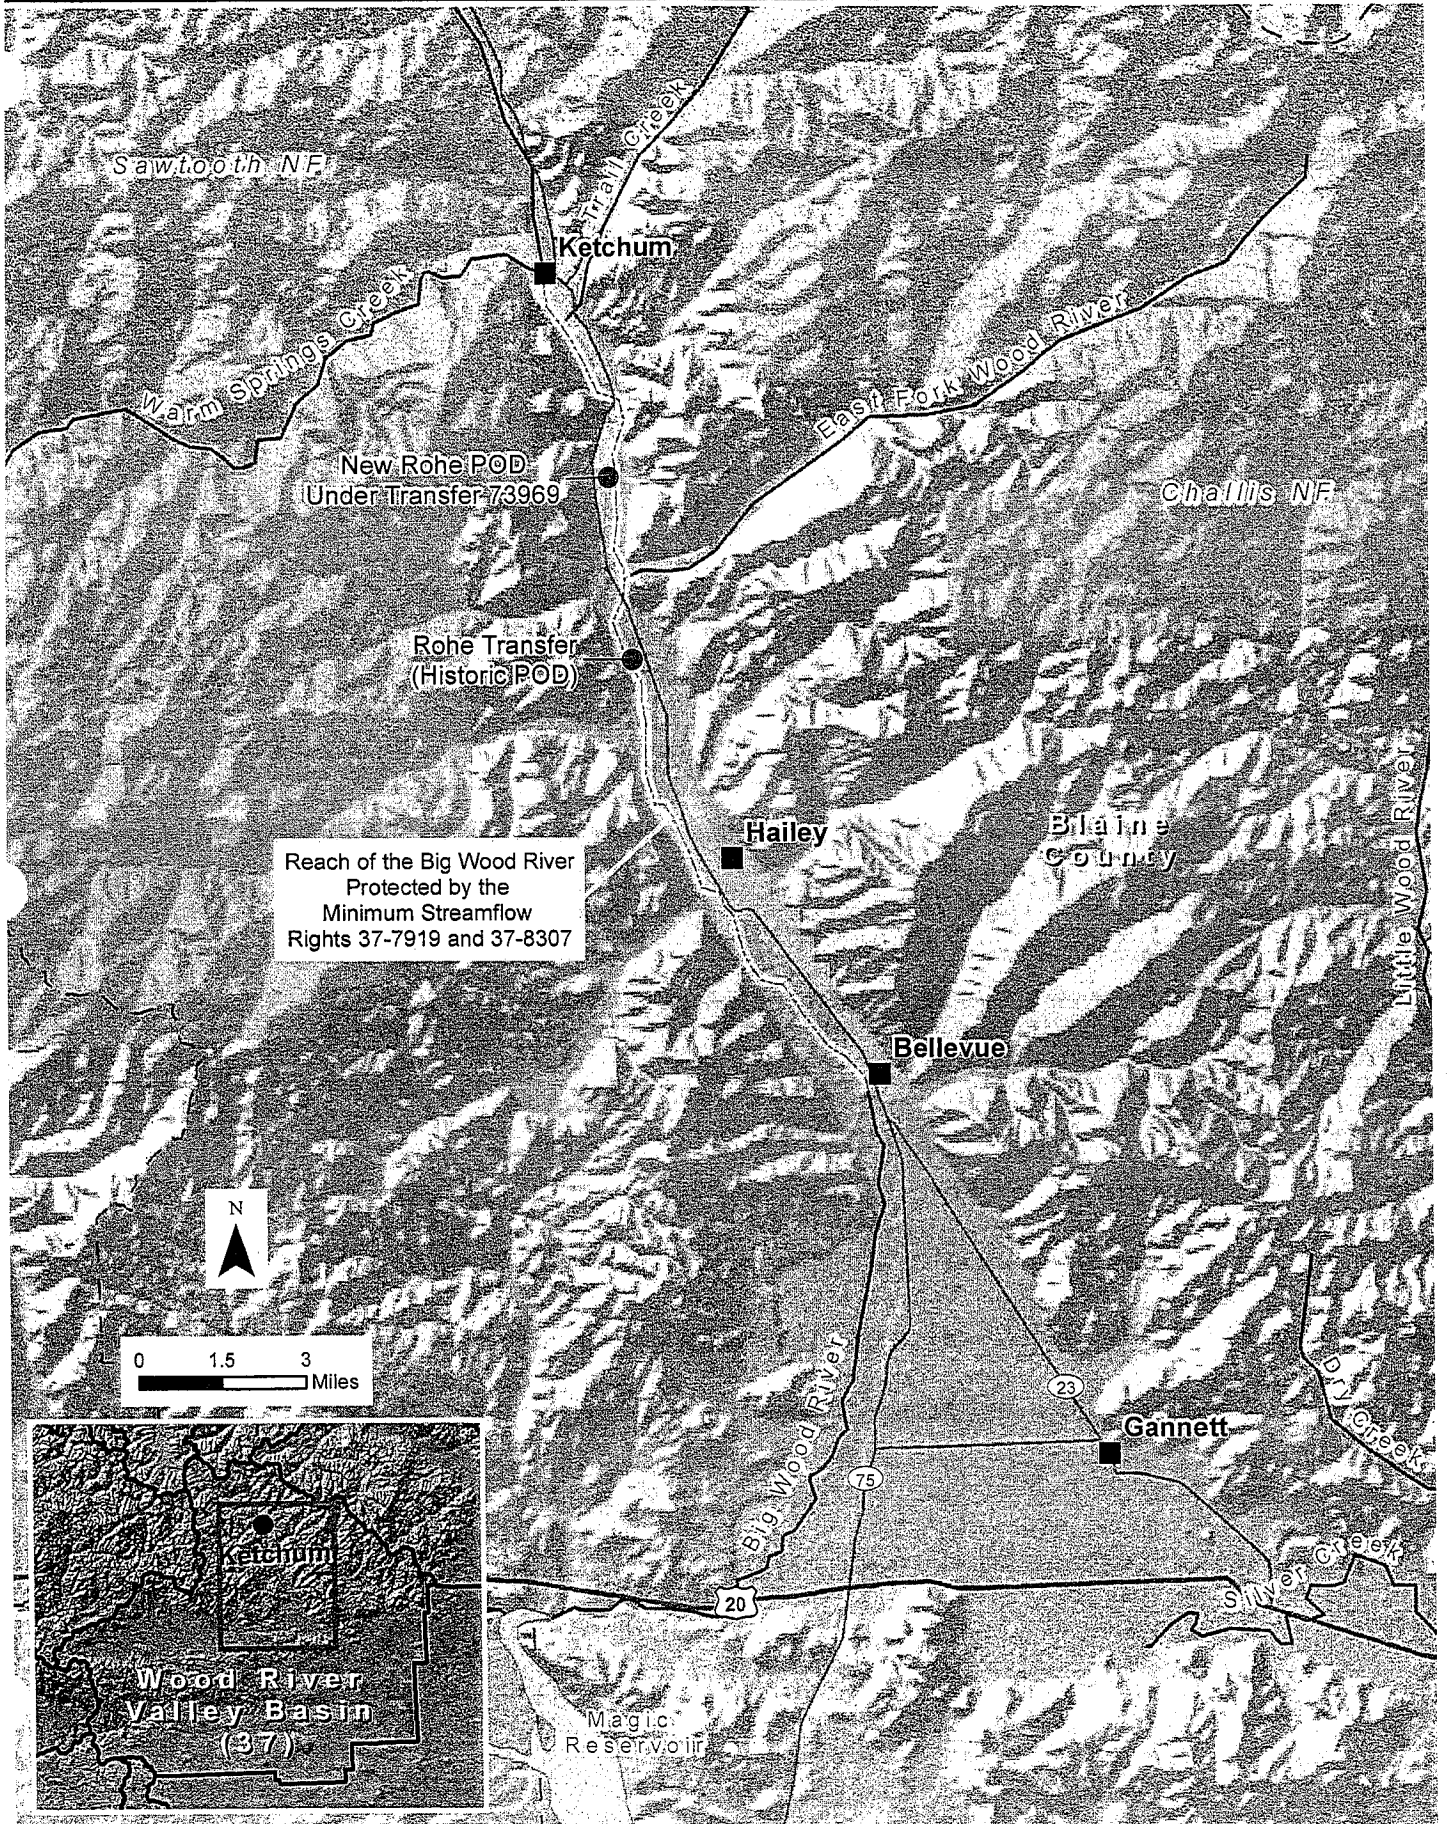 Sawtooth NF
Trail Creek
Ketchum
Warm Springs Creek
East Fork Wood River
New Rohe POD
Under Transfer 73969
Challis NF
Rohe Transfer
(Historic POD)
Little Wood River
Hailey
Blaine
County
Reach of the Big Wood River
Protected by the
Minimum Streamflow
Rights 37-7919 and 37-8307
Bellevue
N
0 1.5 3
Miles
Big Wood River
23
Dry Creek
Gannett
75
Ketchum
Silver Creek
20
Wood River
Valley Basin
(37)
Magic
Reservoir